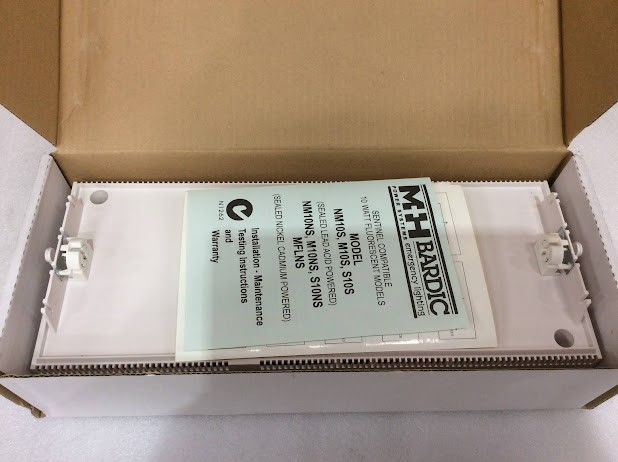 MH BARDIC
POWER SYSTEMS emergency lighting
SENTINEL COMPATIBLE
10 WATT FLUORESCENT MODELS
MODEL
NM10S, M10S, S10S
(SEALED LEAD ACID POWERED)
NM10NS, M10NS, S10NS
MFLNS
(SEALED NICKEL CADMIUM POWERED)
Installation - Maintenance
Testing Instructions
and
Warranty
N1262